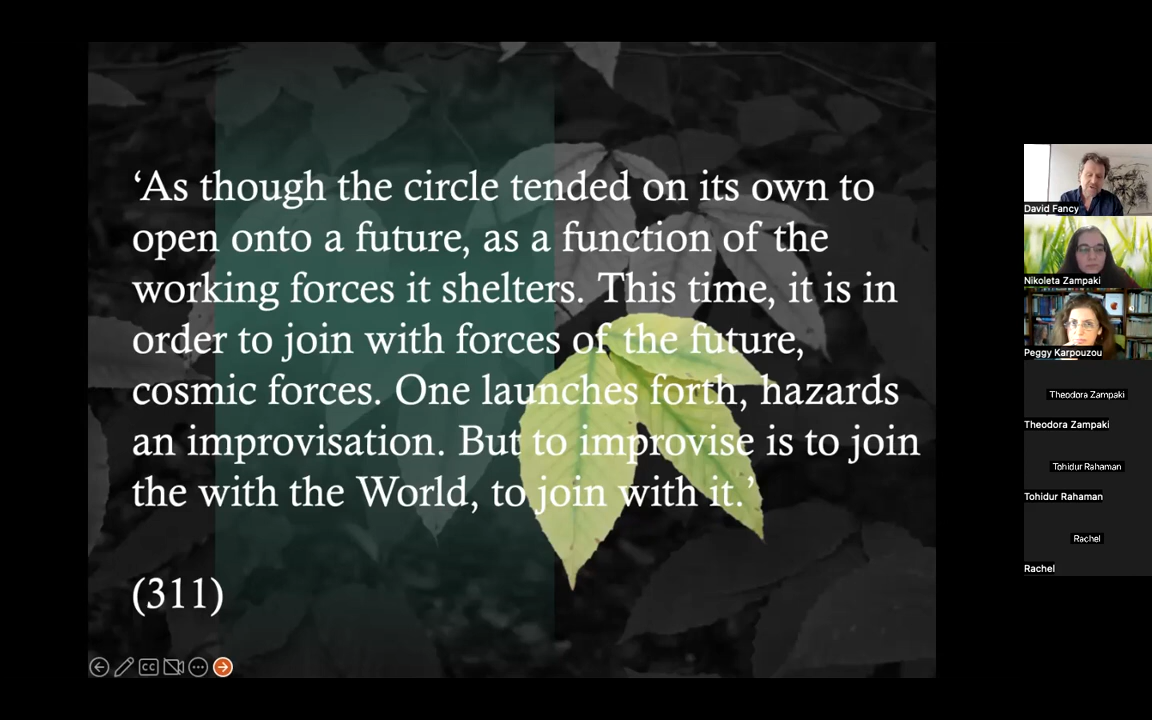 ‘As though the circle tended on its own to
open onto a future, as a function of the
working forces it shelters. This time, it is in
order to join with forces of the future,
cosmic forces. One launches forth, hazards
an improvisation. But to improvise is to join
the with the World, to join with it.’
(311)
CC
David Fancy
Nikoleta Zampaki
Peggy Karpouzou
Theodora Zampaki
Theodora Zampaki
Tohidur Rahaman
Tohidur Rahaman
Rachel
Rachel